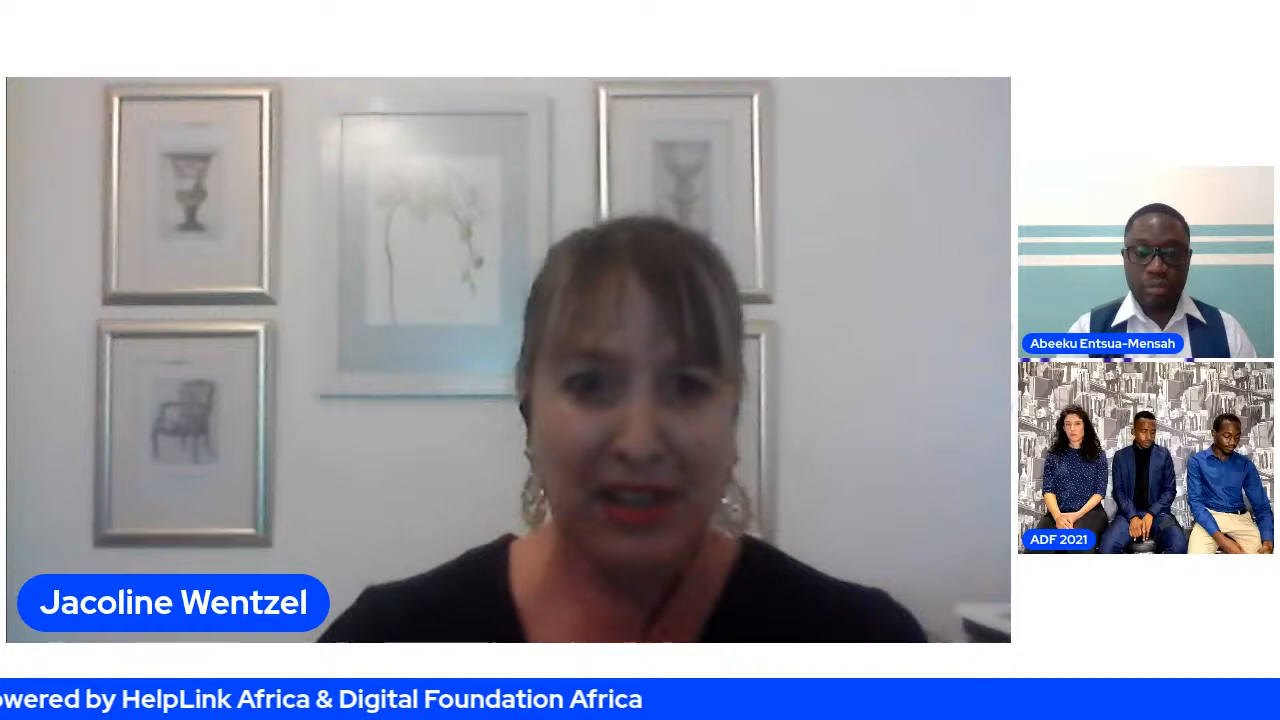 Jacoline Wentzel
Abeeku Entsua-Mensah
ADF 2021
owered by HelpLink Africa & Digital Foundation Africa